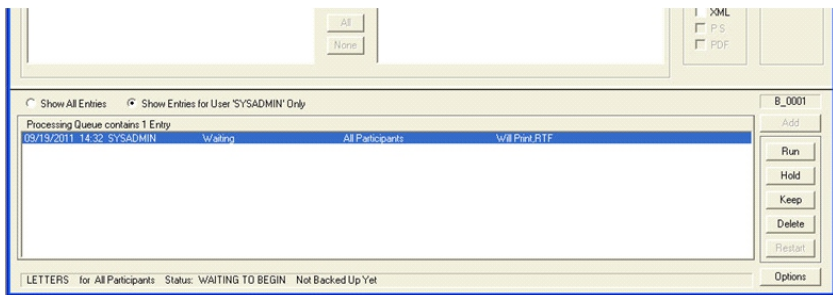 XML
All
PS
None
PDF
Show All Entries Show Entries for User 'SYSADMIN' Only B_0001
Processing Queue contains 1 Entry Add
09/19/2011 14:32 SYSADMIN Waiting All Participants Will Print,RTF
Run
Hold
Keep
Delete
Restart
LETTERS for All Participants Status: WAITING TO BEGIN Not Backed Up Yet Options